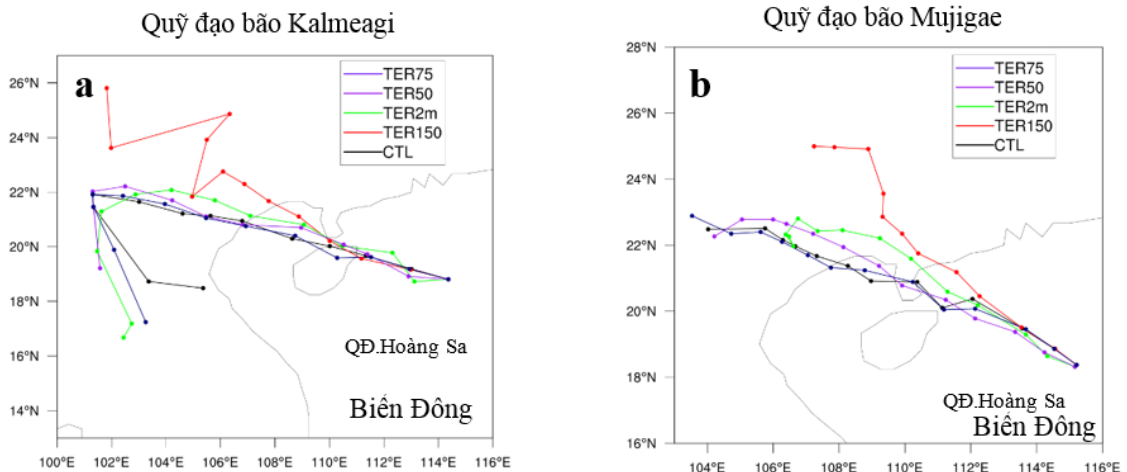 Quỹ đạo bão Kalmeagi
26°N
24°N
22°N
20°N
18°N
16°N
14°N
a
TER75
TER50
TER2m
TER150
CTL
QĐ.Hoàng Sa
Biển Đông
100°E 102°E 104°E 106°E 108°E 110°E 112°E 114°E 116°E
Quỹ đạo bão Mujigae
28°N
26°N
24°N
22°N
20°N
18°N
16°N
b
TER75
TER50
TER2m
TER150
CTL
QĐ.Hoàng Sa
Biển Đông
104°E 106°E 108°E 110°E 112°E 114°E 116°E